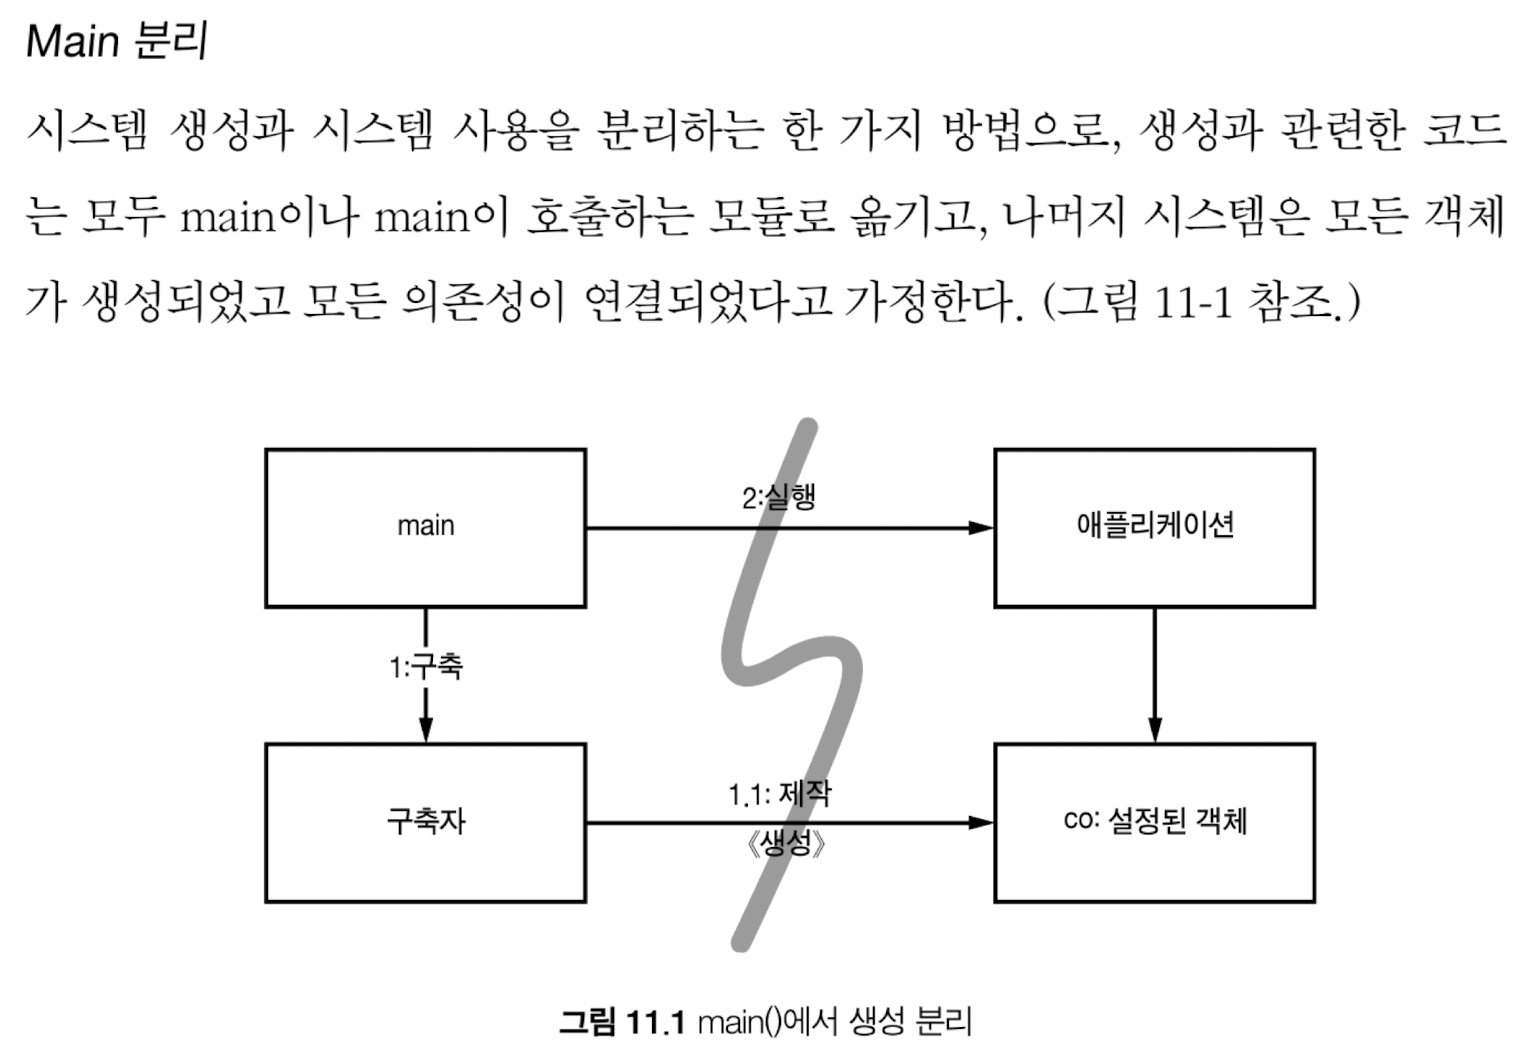 Main 분리
시스템 생성과 시스템 사용을 분리하는 한 가지 방법으로, 생성과 관련한 코드
는 모두 main이나 main이 호출하는 모듈로 옮기고, 나머지 시스템은 모든 객체
가 생성되었고 모든 의존성이 연결되었다고 가정한다. (그림 11-1 참조.)
2:실행
main
애플리케이션
1:구축
1.1: 제작
구축자
co: 설정된 객체
《생성》
그림 11.1 main()에서 생성 분리